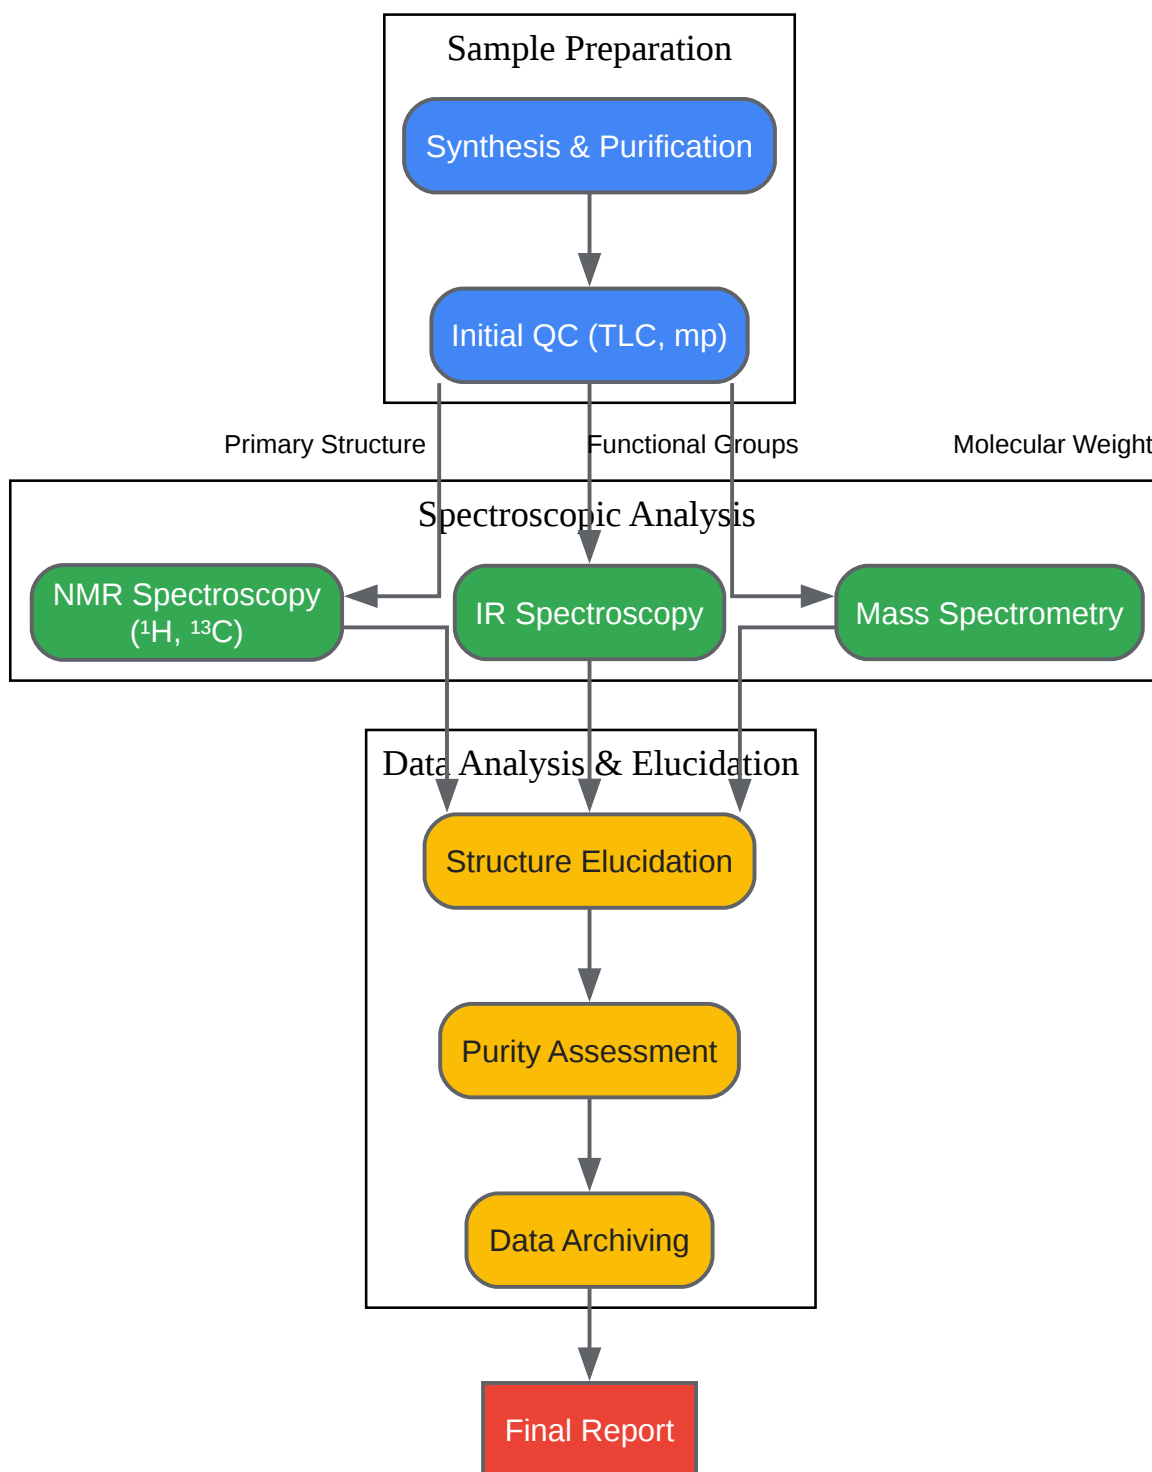 Sample Preparation
Synthesis & Purification
Initial QC (TLC, mp)
Primary Structure
Functional Groups
Molecular Weight
Spectroscopic Analysis
NMR Spectroscopy
(¹H, ¹³C)
IR Spectroscopy
Mass Spectrometry
Data Analysis & Elucidation
Structure Elucidation
Purity Assessment
Data Archiving
Final Report